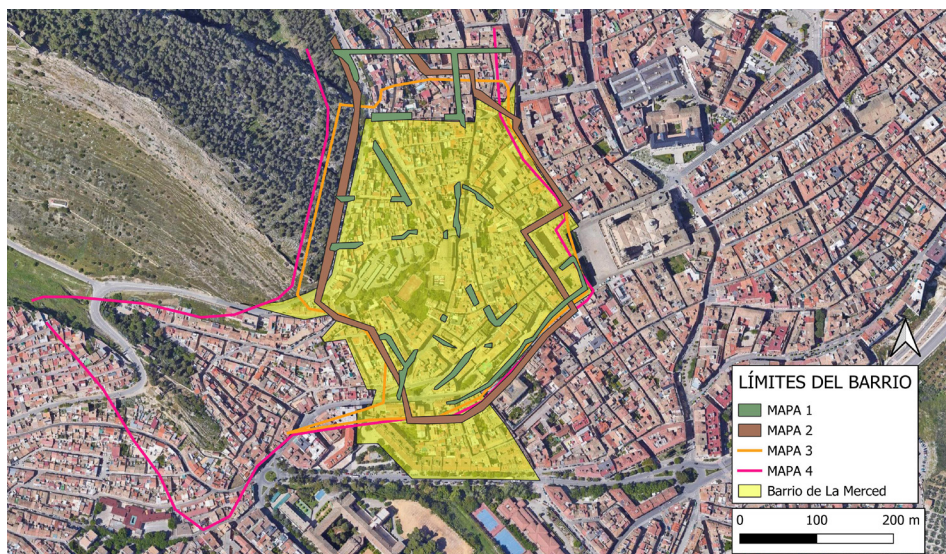 LÍMITES DEL BARRIO
MAPA 1
MAPA 2
MAPA 3
MAPA 4
Barrio de La Merced
0 100 200 m